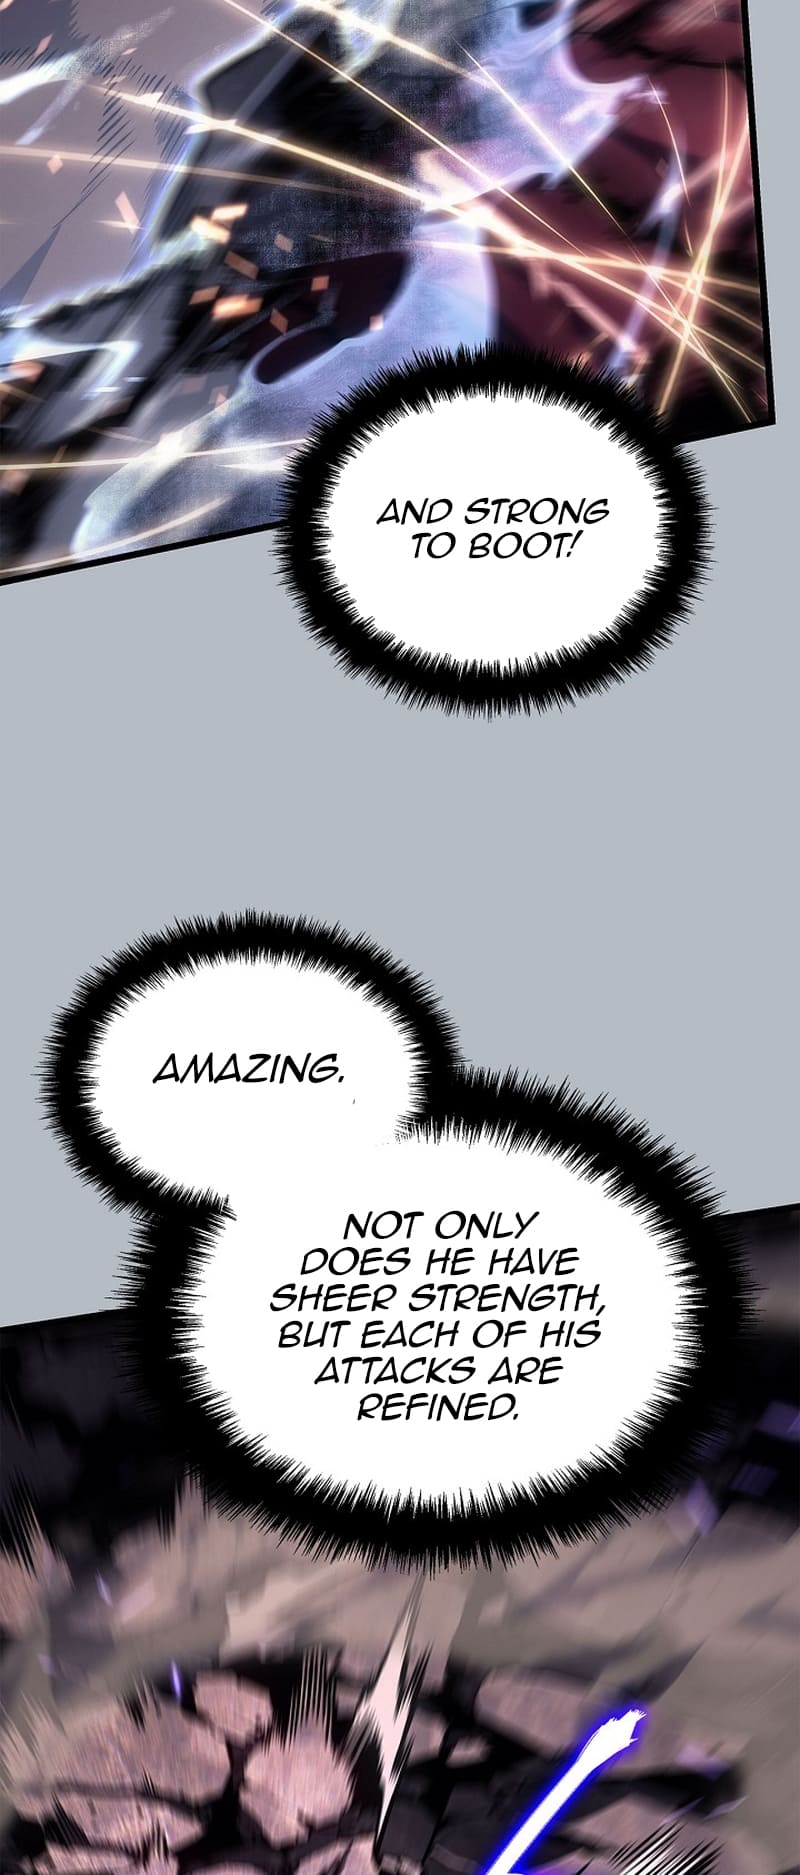 AND STRONG
TO BOOT!
AMAZING.
NOT ONLY
DOES HE HAVE
SHEER STRENGTH,
BUT EACH OF HIS
ATTACKS ARE
REFINED.